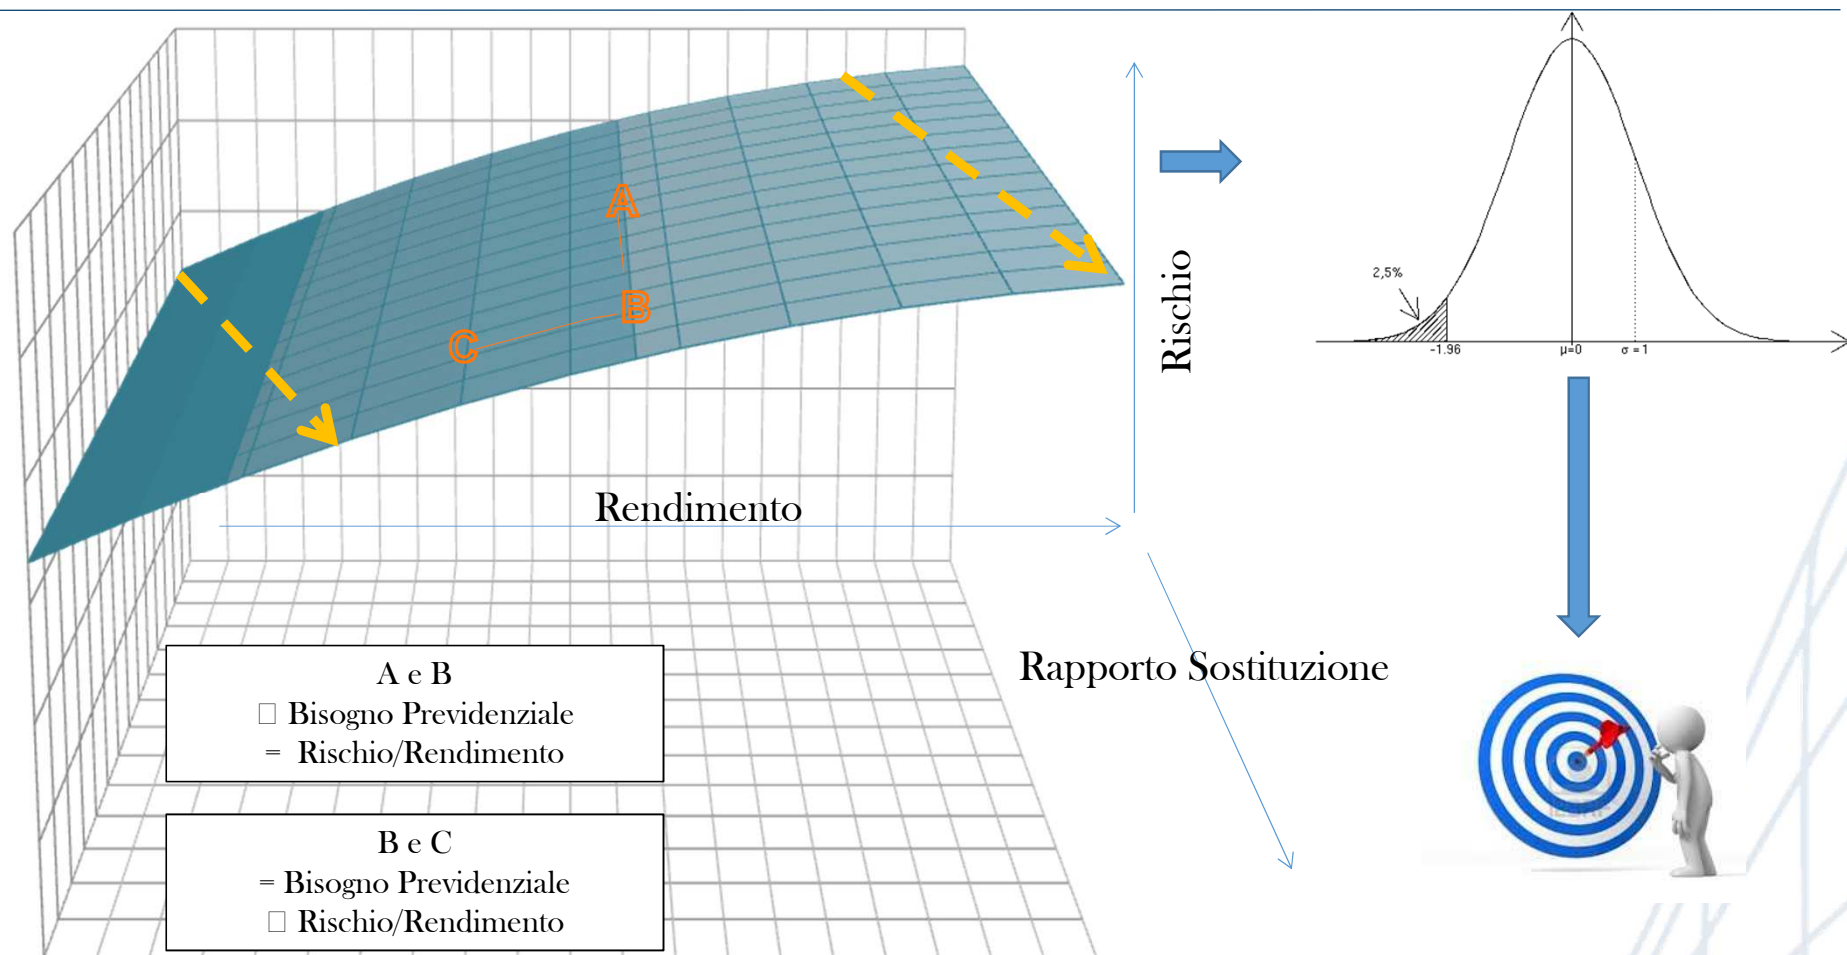 A
B
C
Rendimento
Rischio
Rapporto Sostituzione
2,5%
-1.96
μ=0
σ =1
A e B
□ Bisogno Previdenziale
= Rischio/Rendimento
B e C
= Bisogno Previdenziale
□ Rischio/Rendimento